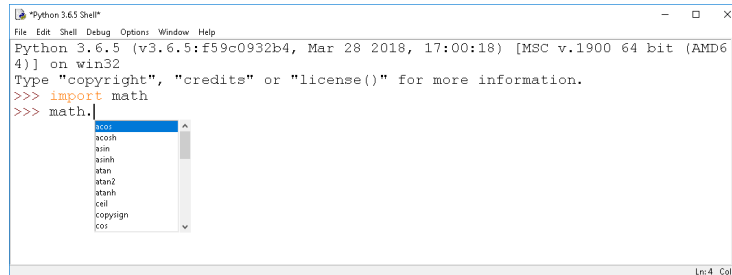 *Python 3.6.5 Shell*
File Edit Shell Debug Options Window Help
Python 3.6.5 (v3.6.5:f59c0932b4, Mar 28 2018, 17:00:18) [MSC v.1900 64 bit (AMD6
4)] on win32
Type "copyright", "credits" or "license()" for more information.
>>> import math
>>> math.
acos
acosh
asin
asinh
atan
atan2
atanh
ceil
copysign
cos
Ln: 4 Col